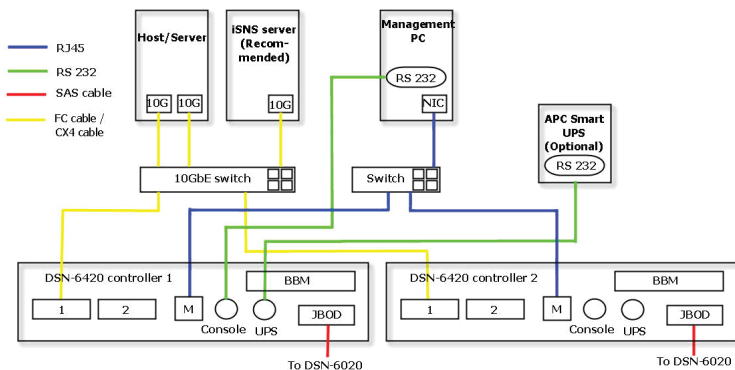 RJ45
RS 232
SAS cable
FC cable /
CX4 cable
Host/Server
10G
10G
iSNS server
(Recom-
mended)
10G
Management
PC
RS 232
NIC
APC Smart
UPS
(Optional)
RS 232
10GbE switch
Switch
DSN-6420 controller 1
BBM
1
2
M
Console
UPS
JBOD
To DSN-6020
DSN-6420 controller 2
BBM
1
2
M
Console
UPS
JBOD
To DSN-6020